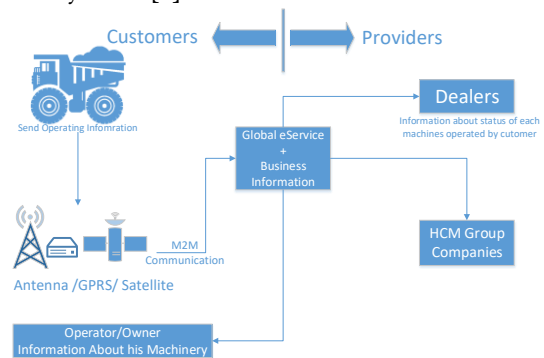 Customers
Providers
Send Operating Infomration
Dealers
Information about status of each
machines operated by cutomer
Global eService
+
Business
Information
M2M
Communication
HCM Group
Companies
Antenna /GPRS/ Satellite
Operator/Owner
Information About his Machinery